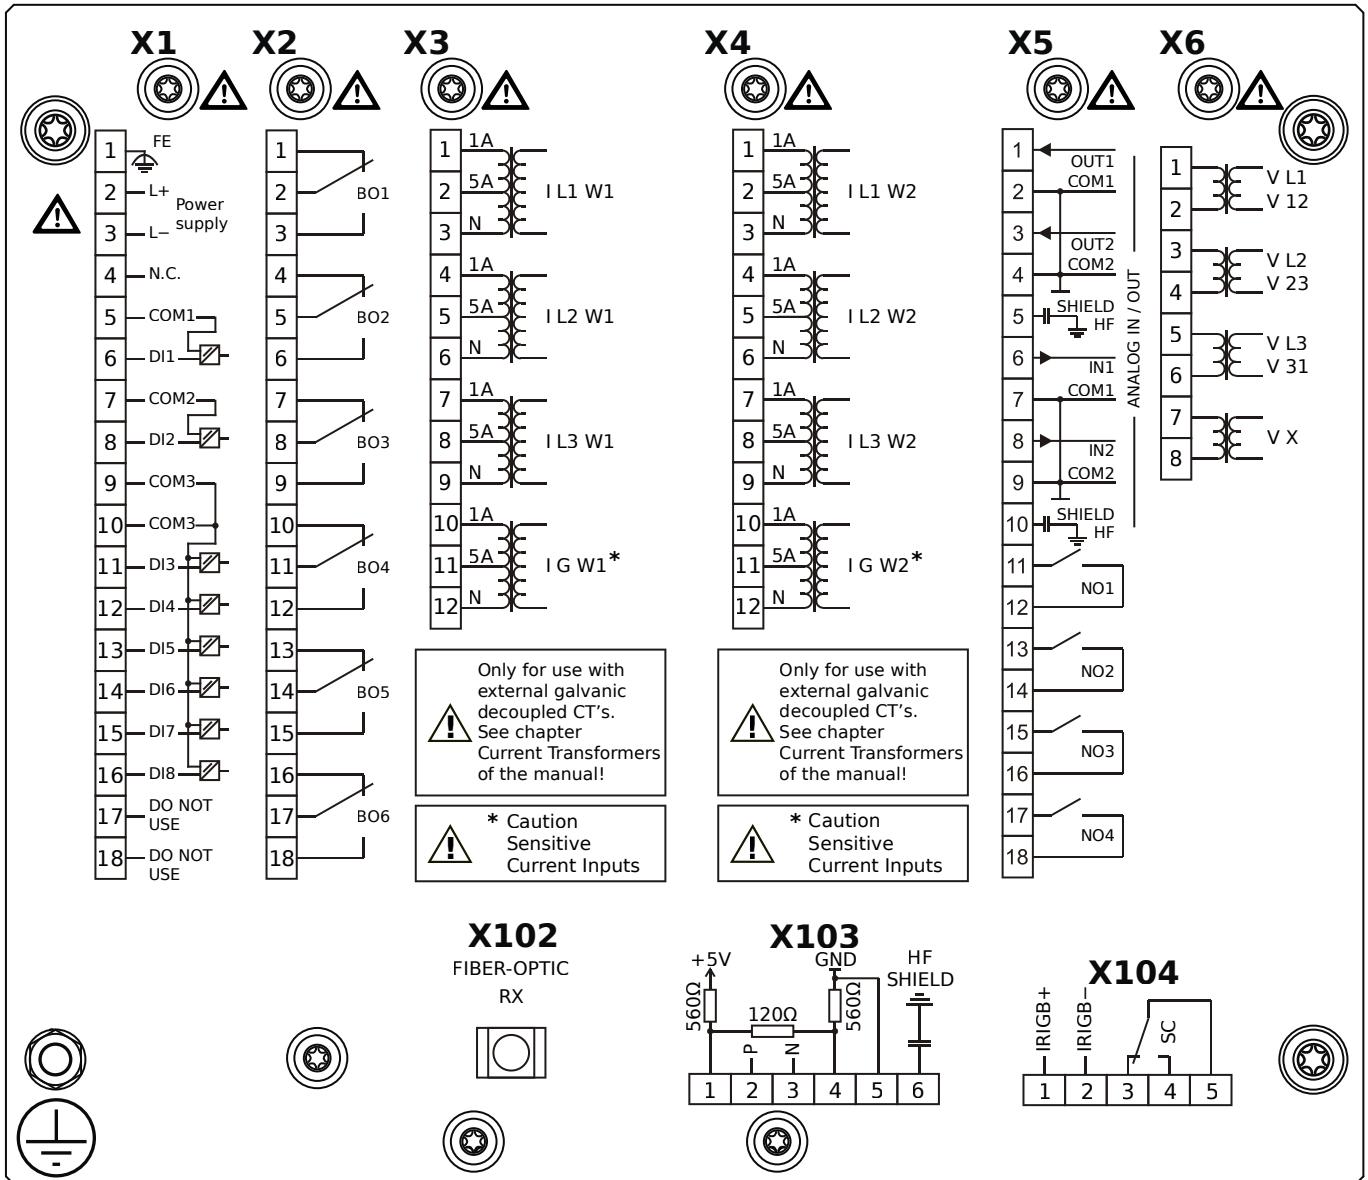 X1
X2
X3
X4
X5
X6
1
FE
2
L+
Power
supply
3
L−
4
N.C.
5
COM1
6
DI1
7
COM2
8
DI2
9
COM3
10
COM3
11
DI3
12
DI4
13
DI5
14
DI6
15
DI7
16
DI8
17
DO NOT
USE
18
DO NOT
USE
1
2
BO1
3
4
5
BO2
6
7
8
BO3
9
10
11
BO4
12
13
14
BO5
15
16
17
BO6
18
1
1A
2
5A
I L1 W1
3
N
4
1A
5
5A
I L2 W1
6
N
7
1A
8
5A
I L3 W1
9
N
10
1A
11
5A
I G W1*
12
N
Only for use with
external galvanic
decoupled CT's.
See chapter
Current Transformers
of the manual!
* Caution
Sensitive
Current Inputs
1
1A
2
5A
I L1 W2
3
N
4
1A
5
5A
I L2 W2
6
N
7
1A
8
5A
I L3 W2
9
N
10
1A
11
5A
I G W2*
12
N
Only for use with
external galvanic
decoupled CT's.
See chapter
Current Transformers
of the manual!
* Caution
Sensitive
Current Inputs
1
OUT1
2
COM1
3
OUT2
4
COM2
5
SHIELD
HF
6
IN1
7
COM1
8
IN2
9
COM2
10
SHIELD
HF
ANALOG IN / OUT
11
NO1
12
13
NO2
14
15
NO3
16
17
NO4
18
1
V L1
2
V 12
3
V L2
4
V 23
5
V L3
6
V 31
7
V X
8
X102
FIBER-OPTIC
RX
X103
+5V
GND
HF
SHIELD
560Ω
120Ω
560Ω
P
N
1 2 3 4 5 6
X104
IRIGB+
IRIGB−
SC
1 2 3 4 5